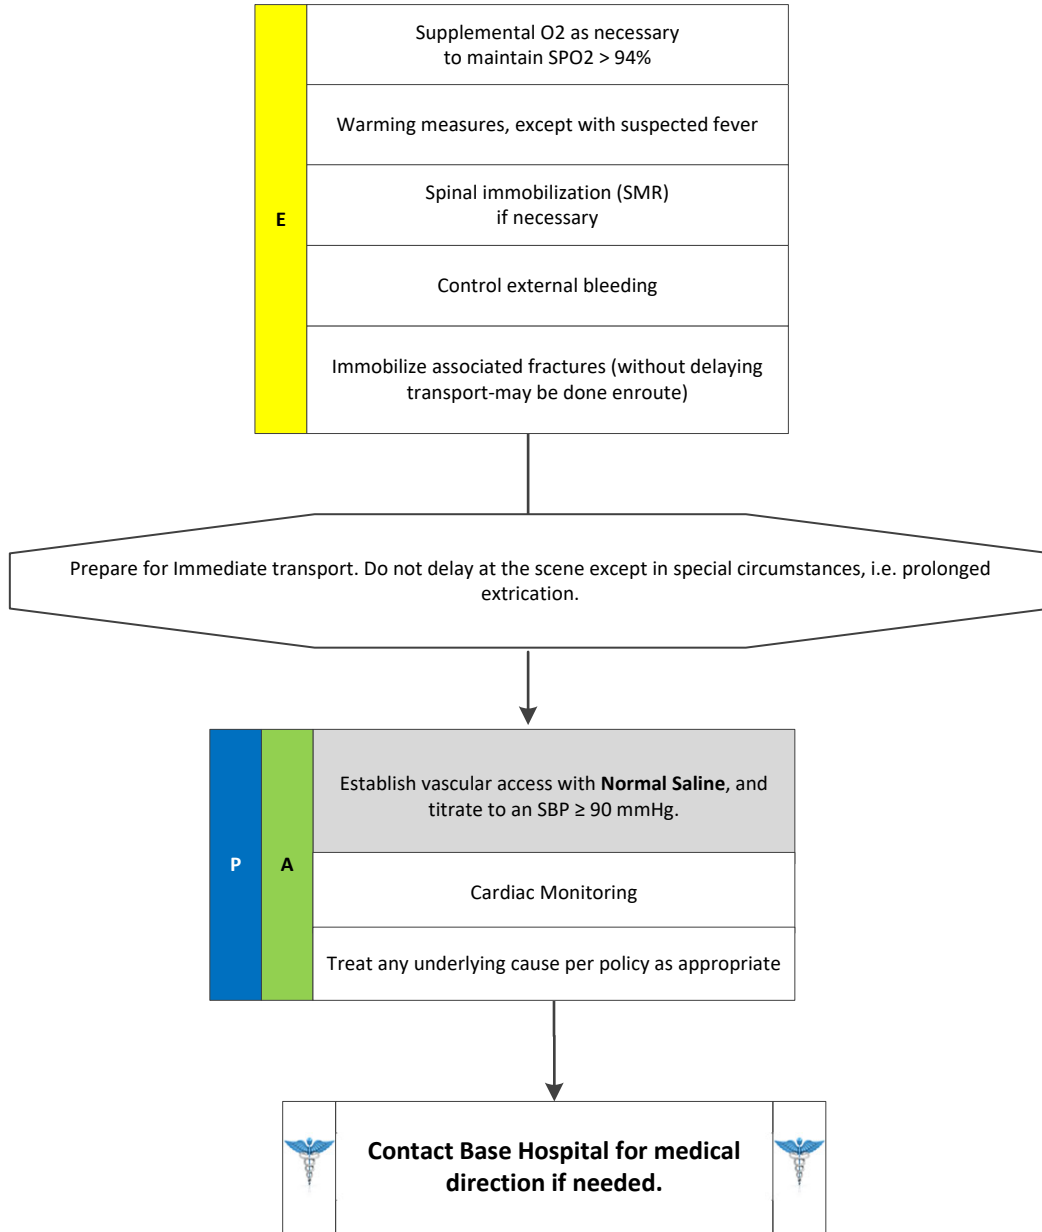 Supplemental O2 as necessary
to maintain SPO2 > 94%
Warming measures, except with suspected fever
Spinal immobilization (SMR)
if necessary
E
Control external bleeding
Immobilize associated fractures (without delaying
transport-may be done enroute)
Prepare for Immediate transport. Do not delay at the scene except in special circumstances, i.e. prolonged
extrication.
Establish vascular access with Normal Saline, and
titrate to an SBP ≥ 90 mmHg.
P
A
Cardiac Monitoring
Treat any underlying cause per policy as appropriate
Contact Base Hospital for medical
direction if needed.